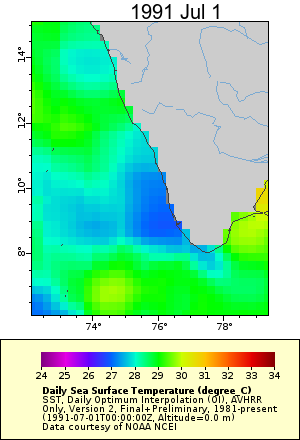 1991 Jul 1
14°
12°
10°
8°
74° 76° 78°
24 25 26 27 28 29 30 31 32 33 34
Daily Sea Surface Temperature (degree_C)
SST, Daily Optimum Interpolation (OI), AVHRR
Only, Version 2, Final+Preliminary, 1981-present
(1991-07-01T00:00:00Z, Altitude=0.0 m)
Data courtesy of NOAA NCEI